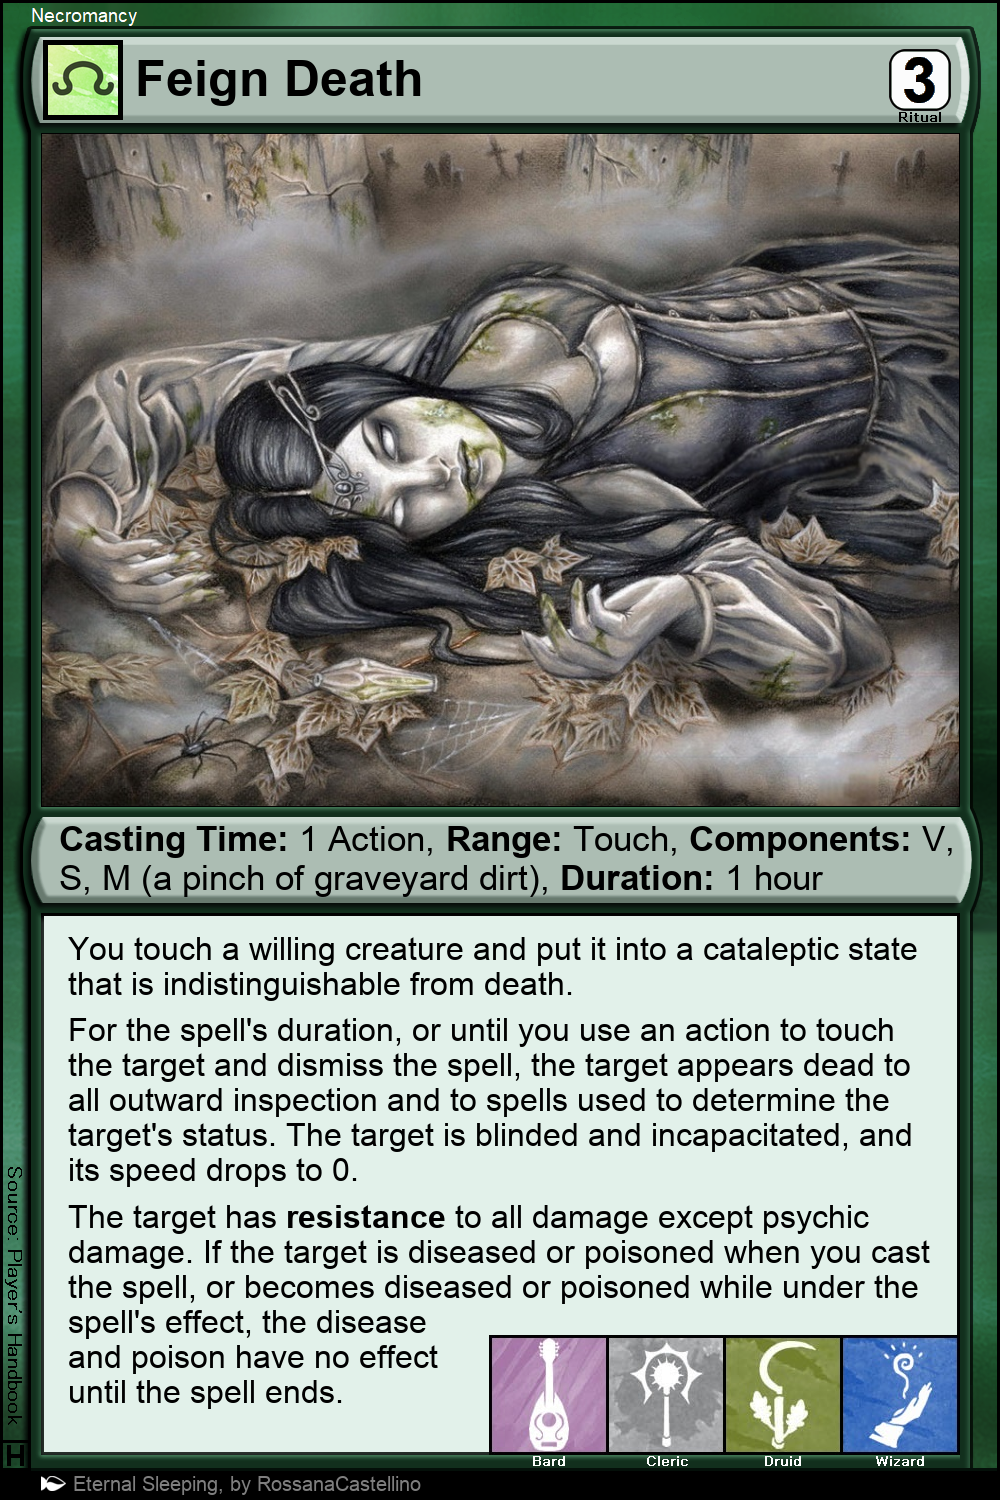 Necromancy
Feign Death
3
Ritual
Casting Time: 1 Action, Range: Touch, Components: V,
S, M (a pinch of graveyard dirt), Duration: 1 hour
You touch a willing creature and put it into a cataleptic state
that is indistinguishable from death.
For the spell's duration, or until you use an action to touch
the target and dismiss the spell, the target appears dead to
all outward inspection and to spells used to determine the
target's status. The target is blinded and incapacitated, and
its speed drops to 0.
The target has resistance to all damage except psychic
damage. If the target is diseased or poisoned when you cast
the spell, or becomes diseased or poisoned while under the
spell's effect, the disease
and poison have no effect
until the spell ends.
Bard
Cleric
Druid
Wizard
Source: Player's Handbook
H
Eternal Sleeping, by RossanaCastellino